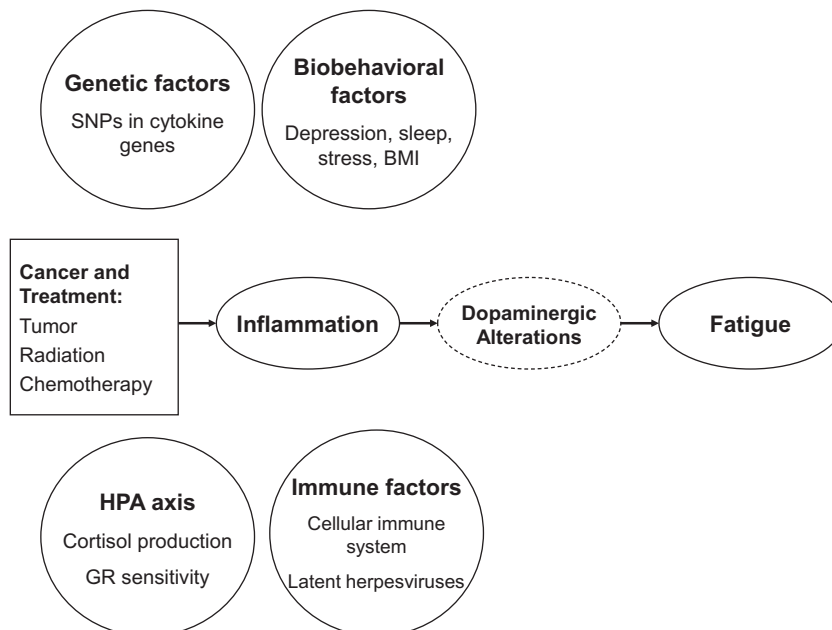 Genetic factors
SNPs in cytokine
genes
Biobehavioral
factors
Depression, sleep,
stress, BMI
Cancer and
Treatment:
Tumor
Radiation
Chemotherapy
Inflammation
Dopaminergic
Alterations
Fatigue
HPA axis
Cortisol production
GR sensitivity
Immune factors
Cellular immune
system
Latent herpesviruses